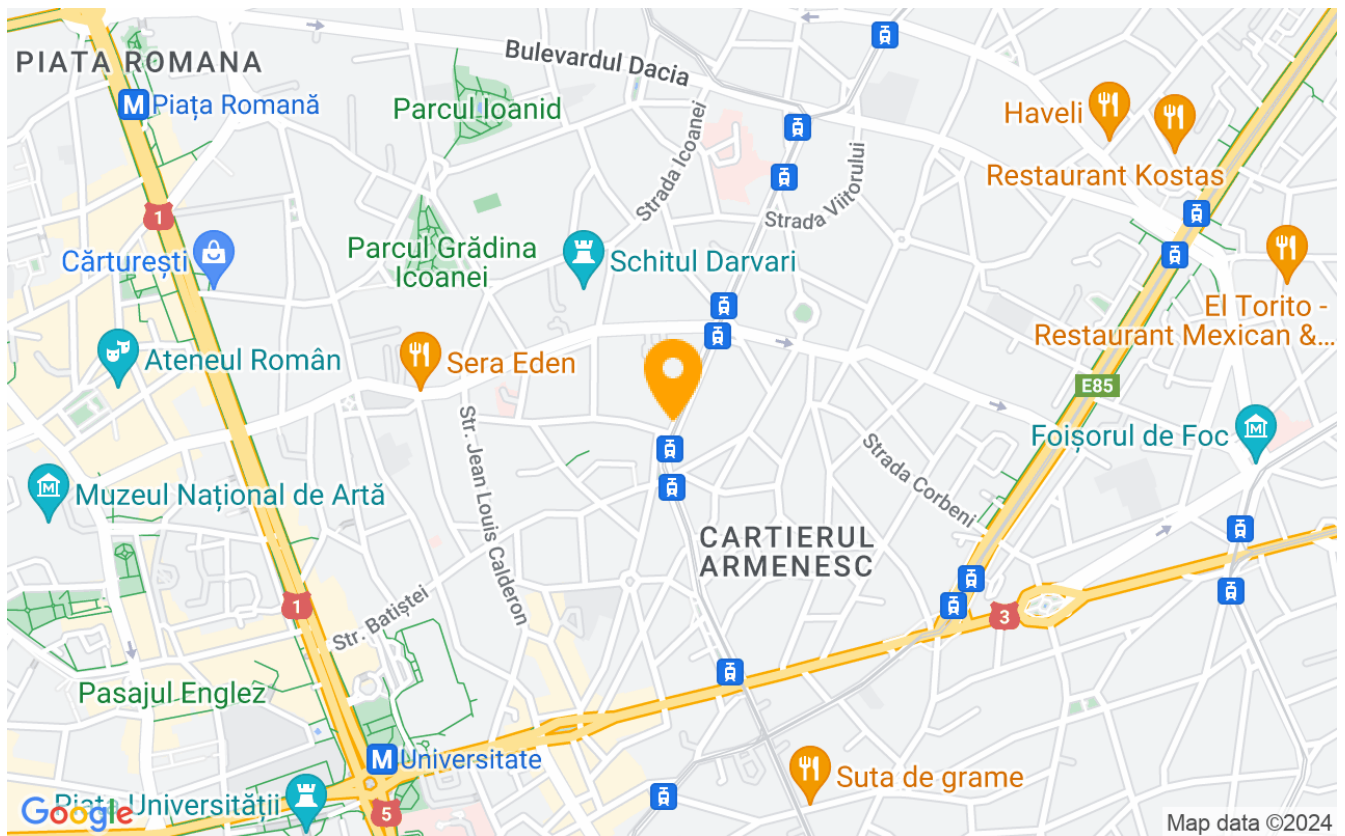 Bulevardul Dacia
PIATA ROMANA
M Piața Romană
Parcul Ioanid
Strada Icoanei
Haveli
Restaurant Kostas
Strada Viitorului
1
Cărturești
Parcul Grădina
Icoanei
Schitul Darvari
El Torito -
Restaurant Mexican &...
Ateneul Român
Sera Eden
E85
Str. Jean Louis Calderon
Foișorul de Foc
Strada Corbeni
Muzeul Național de Artă
CARTIERUL
ARMENESC
1
Str. Batiștei
3
Pasajul Englez
M Universitate
Suta de grame
Piața Universității
5
Google
Map data ©2024